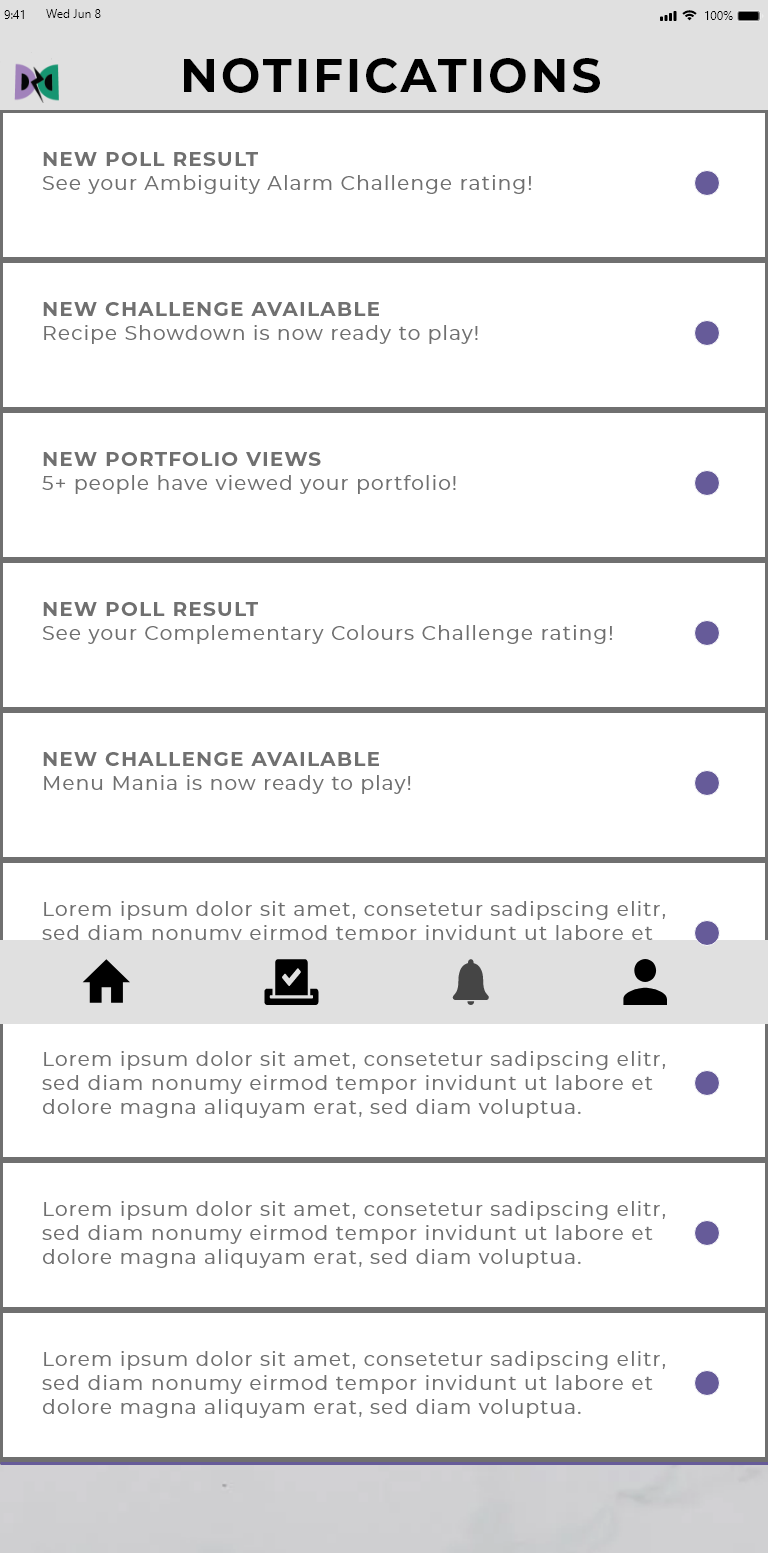 9:41 Wed Jun 8 100%
NOTIFICATIONS
NEW POLL RESULT
See your Ambiguity Alarm Challenge rating!
NEW CHALLENGE AVAILABLE
Recipe Showdown is now ready to play!
NEW PORTFOLIO VIEWS
5+ people have viewed your portfolio!
NEW POLL RESULT
See your Complementary Colours Challenge rating!
NEW CHALLENGE AVAILABLE
Menu Mania is now ready to play!
Lorem ipsum dolor sit amet, consetetur sadipscing elitr,
sed diam nonumy eirmod tempor invidunt ut labore et
Lorem ipsum dolor sit amet, consetetur sadipscing elitr,
sed diam nonumy eirmod tempor invidunt ut labore et
dolore magna aliquyam erat, sed diam voluptua.
Lorem ipsum dolor sit amet, consetetur sadipscing elitr,
sed diam nonumy eirmod tempor invidunt ut labore et
dolore magna aliquyam erat, sed diam voluptua.
Lorem ipsum dolor sit amet, consetetur sadipscing elitr,
sed diam nonumy eirmod tempor invidunt ut labore et
dolore magna aliquyam erat, sed diam voluptua.